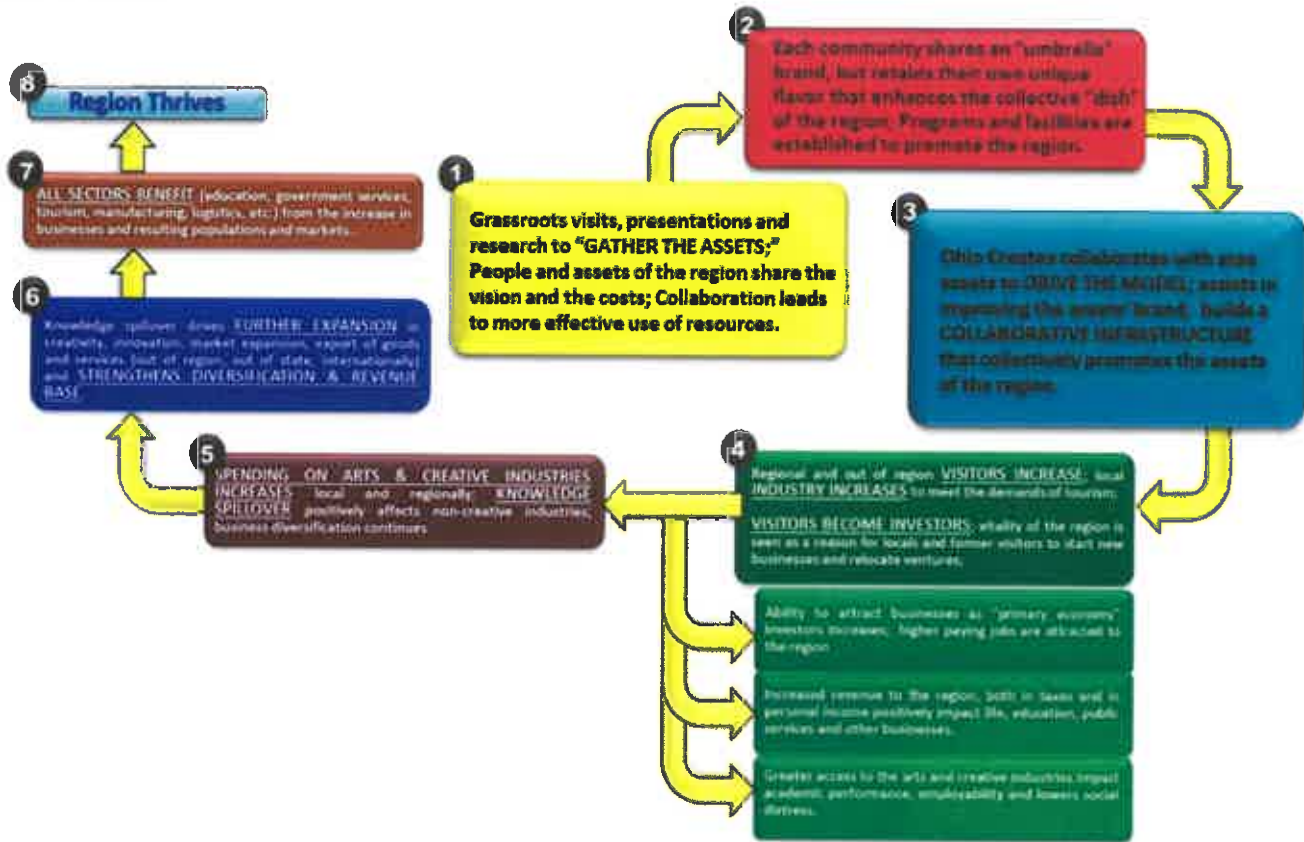 1
Grassroots visits, presentations and
research to "GATHER THE ASSETS;"
People and assets of the region share the
vision and the costs; Collaboration leads
to more effective use of resources.
2
Each community shares an "umbrella"
brand, but retains their own unique
flavor that enhances the collective "dish"
of the region; Programs and facilities are
established to promote the region.
3
Ohio Creates collaborates with area
assets to DRIVE THE MODEL; assets in
improving the assets' brand, builds a
COLLABORATIVE INFRASTRUCTURE
that collectively promotes the assets
of the region.
4
Regional and out of region VISITORS INCREASE, local
INDUSTRY INCREASES to meet the demands of tourism;
VISITORS BECOME INVESTORS; vitality of the region is
seen as a reason for locals and former visitors to start new
businesses and relocate ventures.
Ability to attract businesses as "primary economy"
investors increases; higher paying jobs are attracted to
the region
Increased revenue to the region, both in taxes and in
personal income positively impact life, education, public
services and other businesses.
Greater access to the arts and creative industries impact
academic performance, employability and lowers social
distress.
5
SPENDING ON ARTS & CREATIVE INDUSTRIES
INCREASES local and regionally; KNOWLEDGE
SPILLOVER positively affects non-creative industries;
business diversification continues
6
Knowledge spillover drives FURTHER EXPANSION in
creativity, innovation, market expansion, export of goods
and services (out of region, out of state, internationally)
and STRENGTHENS DIVERSIFICATION & REVENUE
BASE
7
ALL SECTORS BENEFIT (education, government services,
tourism, manufacturing, logistics, etc.) from the increase in
businesses and resulting populations and markets.
8
Region Thrives